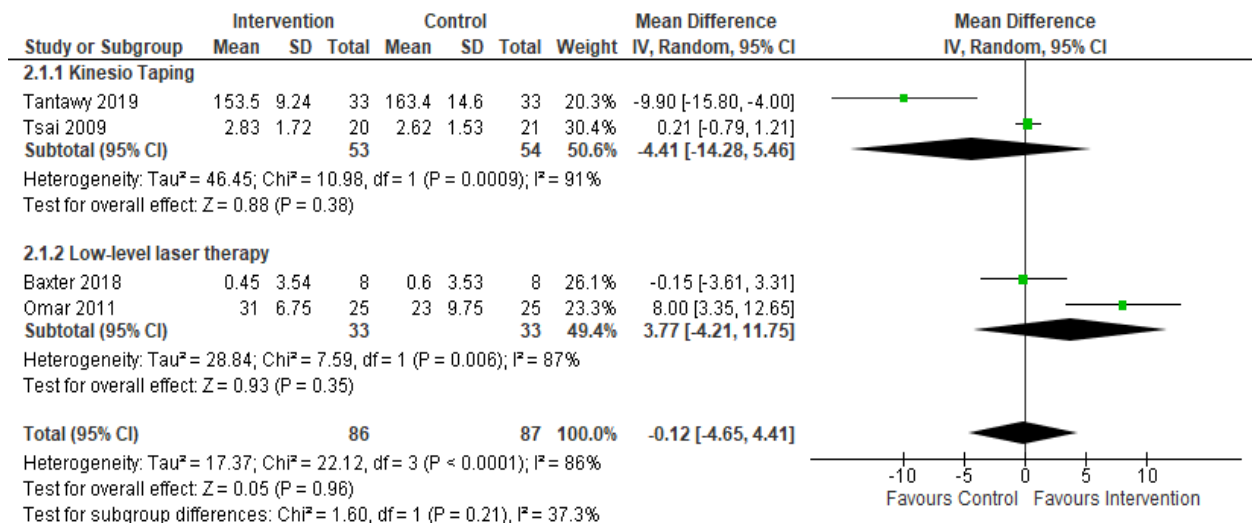 Intervention Control Mean Difference Mean Difference
Study or Subgroup Mean SD Total Mean SD Total Weight IV, Random, 95% CI IV, Random, 95% CI
2.1.1 Kinesio Taping
Tantawy 2019 153.5 9.24 33 163.4 14.6 33 20.3% -9.90 [-15.80, -4.00]
Tsai 2009 2.83 1.72 20 2.62 1.53 21 30.4% 0.21 [-0.79, 1.21]
Subtotal (95% CI) 53 54 50.6% -4.41 [-14.28, 5.46]
Heterogeneity: Tau² = 46.45; Chi² = 10.98, df = 1 (P = 0.0009); I² = 91%
Test for overall effect: Z = 0.88 (P = 0.38)
2.1.2 Low-level laser therapy
Baxter 2018 0.45 3.54 8 0.6 3.53 8 26.1% -0.15 [-3.61, 3.31]
Omar 2011 31 6.75 25 23 9.75 25 23.3% 8.00 [3.35, 12.65]
Subtotal (95% CI) 33 33 49.4% 3.77 [-4.21, 11.75]
Heterogeneity: Tau² = 28.84; Chi² = 7.59, df = 1 (P = 0.006); I² = 87%
Test for overall effect: Z = 0.93 (P = 0.35)
Total (95% CI) 86 87 100.0% -0.12 [-4.65, 4.41]
Heterogeneity: Tau² = 17.37; Chi² = 22.12, df = 3 (P < 0.0001); I² = 86%
Test for overall effect: Z = 0.05 (P = 0.96)
Test for subgroup differences: Chi² = 1.60, df = 1 (P = 0.21), I² = 37.3%
-10 -5 0 5 10
Favours Control Favours Intervention